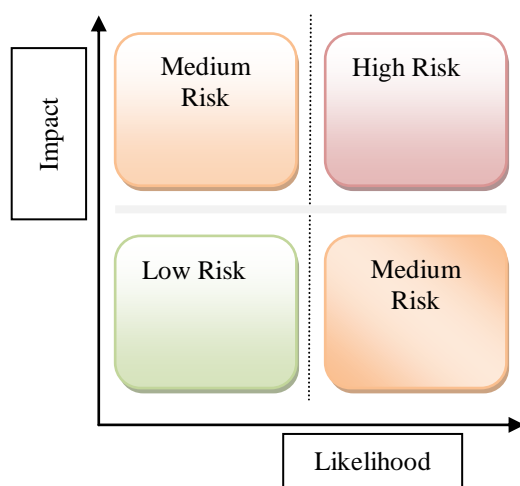 Impact
Medium
Risk
High Risk
Low Risk
Medium
Risk
Likelihood